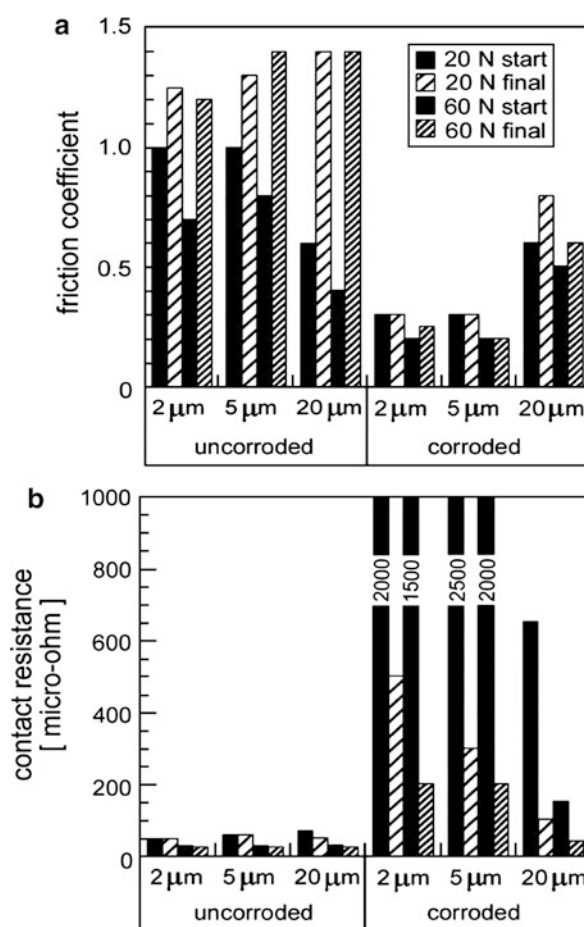 a
1.5
1.0
0.5
0
friction coefficient
20 N start
20 N final
60 N start
60 N final
2 μm 5 μm 20 μm 2 μm 5 μm 20 μm
uncorroded corroded
b
1000
800
600
400
200
0
contact resistance
[ micro-ohm ]
2000 1500 2500 2000
2 μm 5 μm 20 μm 2 μm 5 μm 20 μm
uncorroded corroded